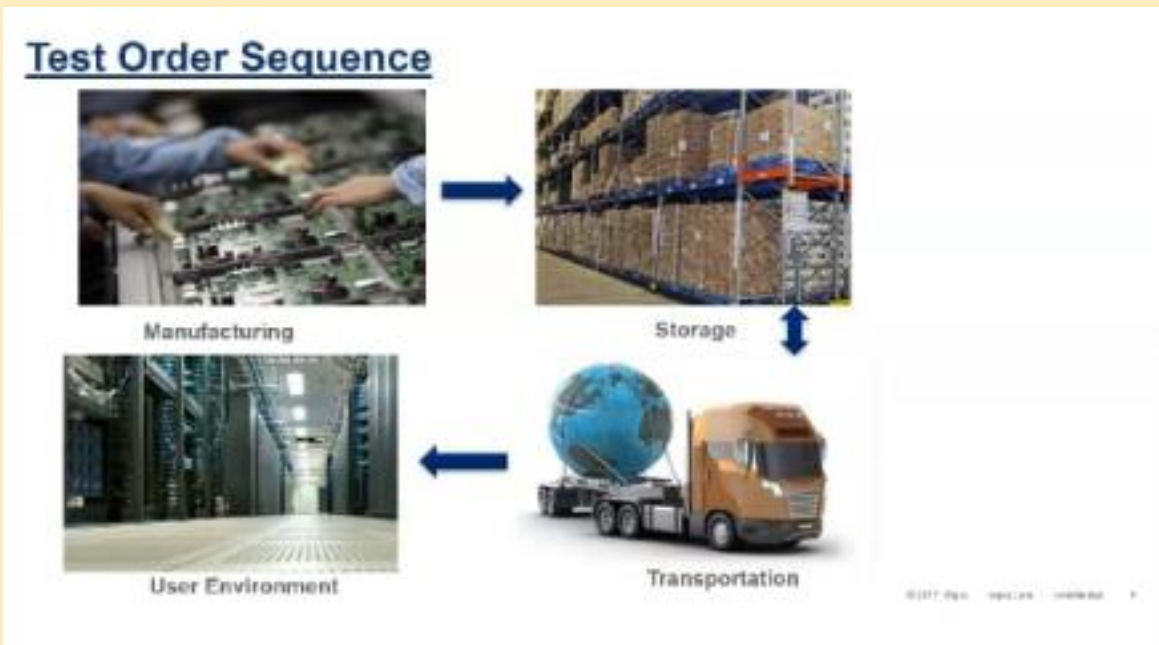 Test Order Sequence
Manufacturing
Storage
User Environment
Transportation